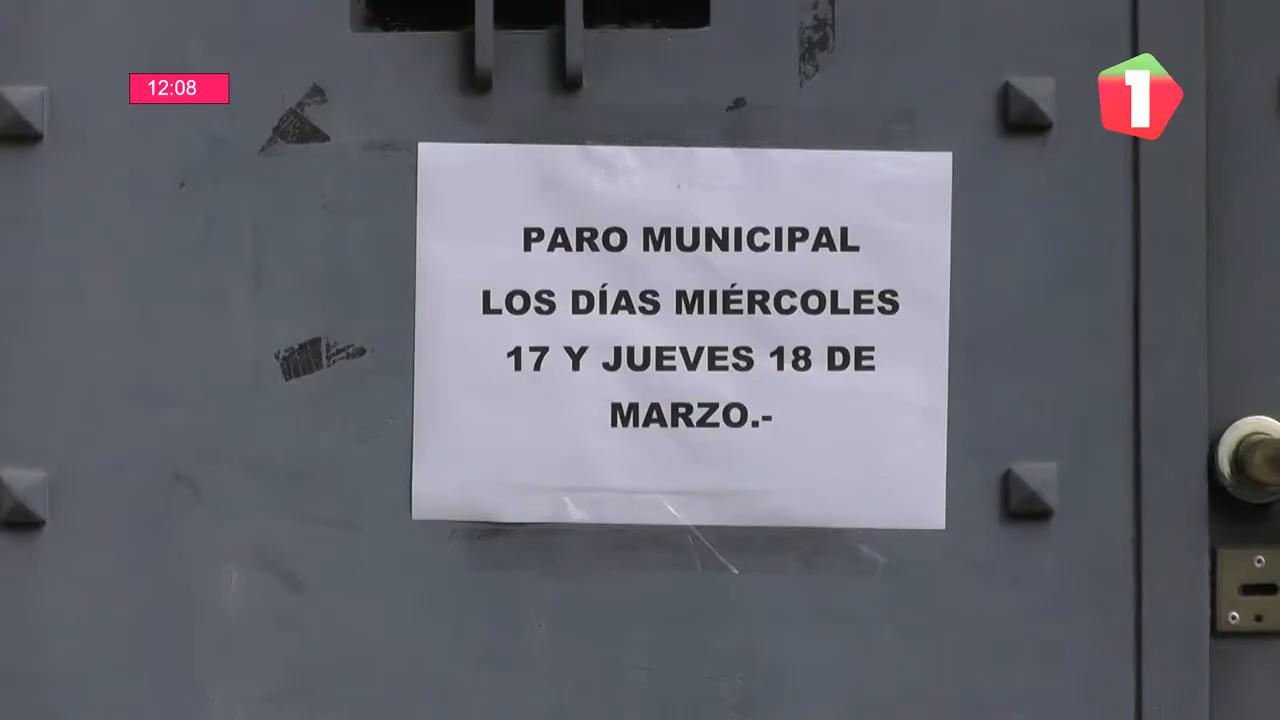 12:08
1
PARO MUNICIPAL
LOS DÍAS MIÉRCOLES
17 Y JUEVES 18 DE
MARZO.-